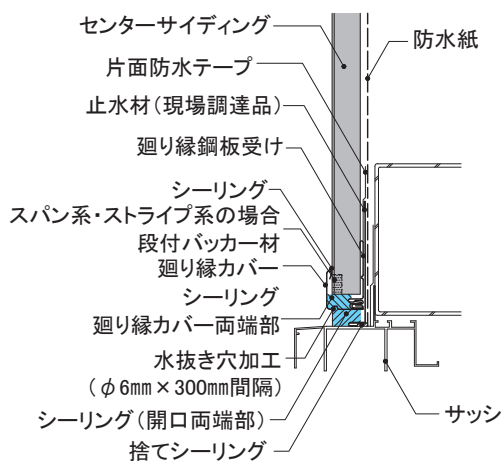 センターサイディング
防水紙
片面防水テープ
止水材(現場調達品)
廻り縁鋼板受け
シーリング
スパン系・ストライプ系の場合
段付バッカー材
廻り縁カバー
シーリング
廻り縁カバー両端部
水抜き穴加工
(φ6mm×300mm間隔)
シーリング(開口両端部)
サッシ
捨てシーリング